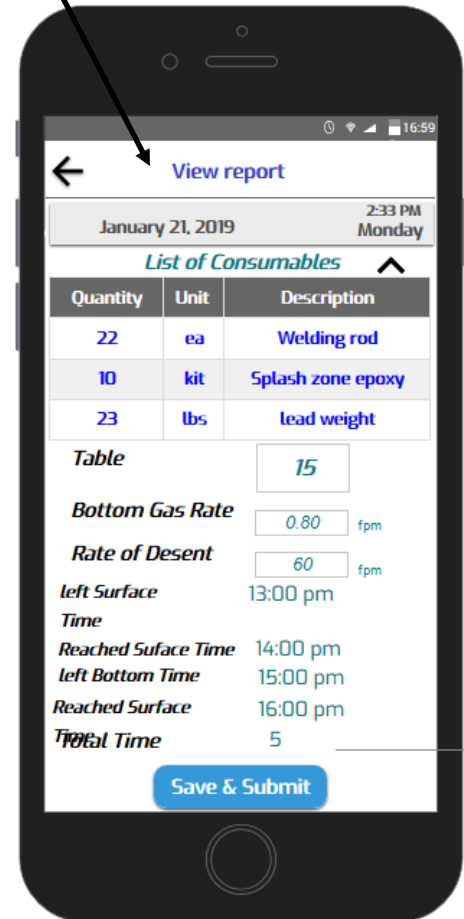 16:59
View report
2:33 PM
January 21, 2019 Monday
List of Consumables
Quantity Unit Description
22 ea Welding rod
10 kit Splash zone epoxy
23 lbs lead weight
Table 15
Bottom Gas Rate 0.80 fpm
Rate of Desent 60 fpm
left Surface 13:00 pm
Time
Reached Suface Time 14:00 pm
left Bottom Time 15:00 pm
Reached Surface 16:00 pm
Time
Total Time 5
Save & Submit